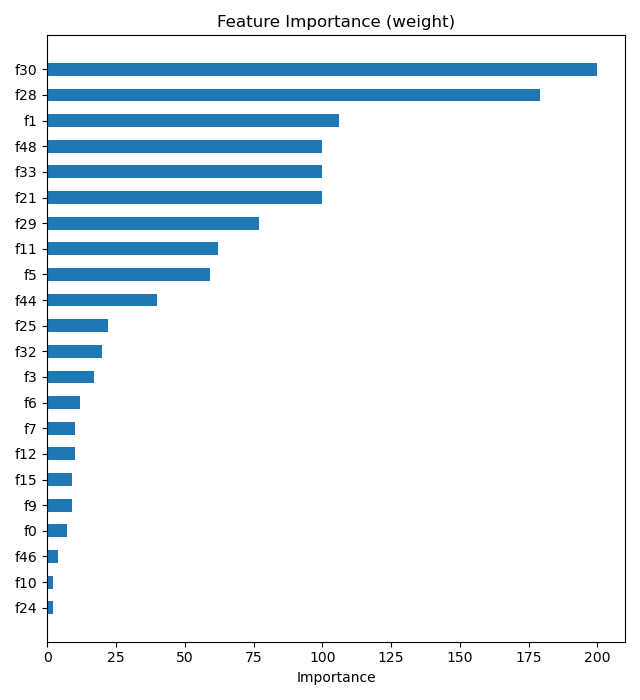 Feature Importance (weight)
f30
f28
f1
f48
f33
f21
f29
f11
f5
f44
f25
f32
f3
f6
f7
f12
f15
f9
f0
f46
f10
f24
0 25 50 75 100 125 150 175 200
Importance